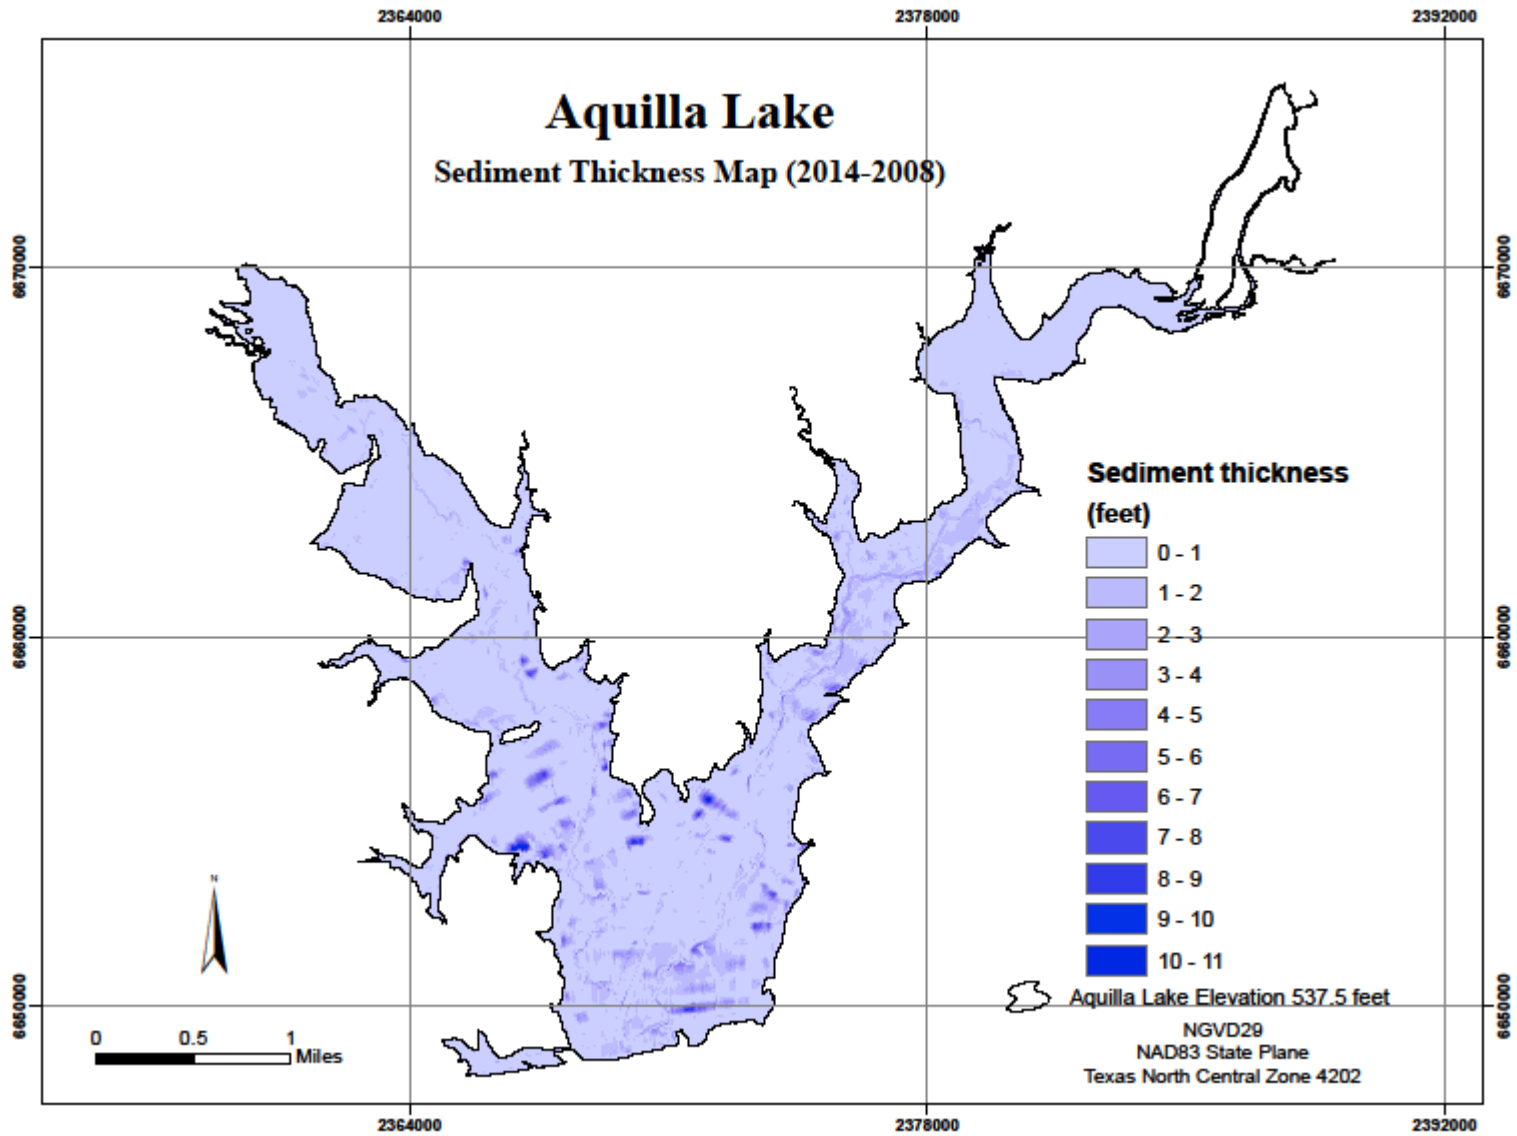 2364000
2378000
2392000
Aquilla Lake
Sediment Thickness Map (2014-2008)
6670000
6670000
Sediment thickness
(feet)
0 - 1
1 - 2
2 - 3
3 - 4
4 - 5
5 - 6
6 - 7
7 - 8
8 - 9
9 - 10
10 - 11
6660000
6660000
N
Aquilla Lake Elevation 537.5 feet
6650000
6650000
NGVD29
NAD83 State Plane
Texas North Central Zone 4202
0 0.5 1
Miles
2364000
2378000
2392000